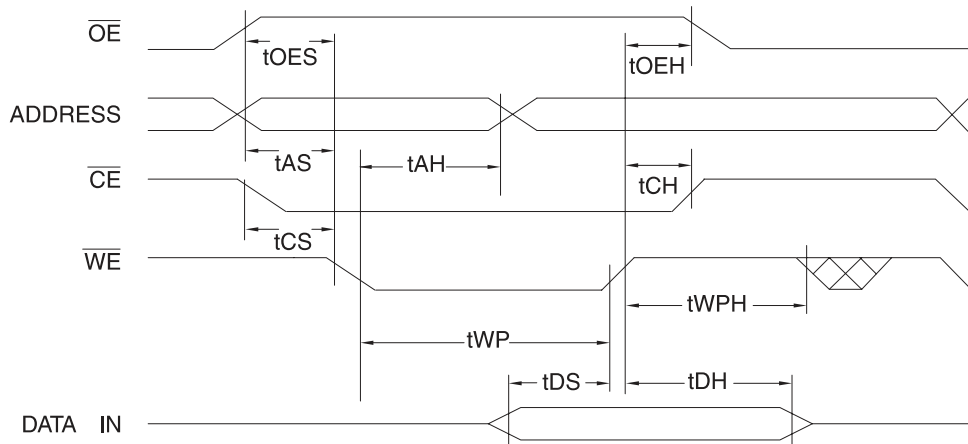 OE
tOES
tOEH
ADDRESS
tAS
tAH
tCH
CE
tCS
WE
tWPH
tWP
tDS
tDH
DATA IN